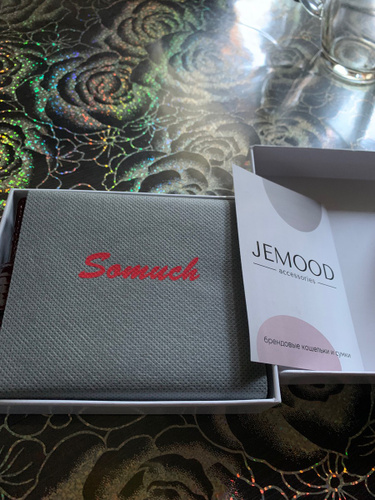 Somuch
JEMOOD
accessories
брендовые кошельки и сумки